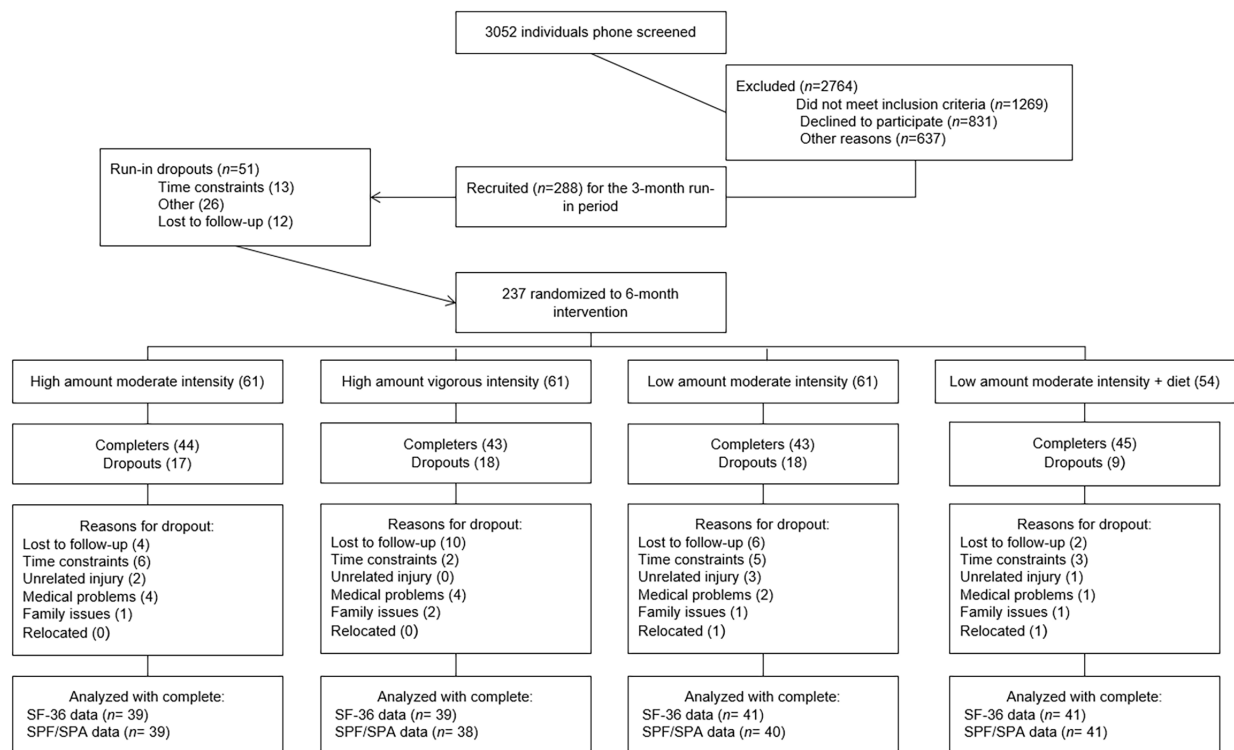 3052 individuals phone screened
Excluded (n=2764)
Did not meet inclusion criteria (n=1269)
Declined to participate (n=831)
Other reasons (n=637)
Run-in dropouts (n=51)
Time constraints (13)
Other (26)
Lost to follow-up (12)
Recruited (n=288) for the 3-month run-
in period
237 randomized to 6-month
intervention
High amount moderate intensity (61)
High amount vigorous intensity (61)
Low amount moderate intensity (61)
Low amount moderate intensity + diet (54)
Completers (44)
Dropouts (17)
Completers (43)
Dropouts (18)
Completers (43)
Dropouts (18)
Completers (45)
Dropouts (9)
Reasons for dropout:
Lost to follow-up (4)
Time constraints (6)
Unrelated injury (2)
Medical problems (4)
Family issues (1)
Relocated (0)
Reasons for dropout:
Lost to follow-up (10)
Time constraints (2)
Unrelated injury (0)
Medical problems (4)
Family issues (2)
Relocated (0)
Reasons for dropout:
Lost to follow-up (6)
Time constraints (5)
Unrelated injury (3)
Medical problems (2)
Family issues (1)
Relocated (1)
Reasons for dropout:
Lost to follow-up (2)
Time constraints (3)
Unrelated injury (1)
Medical problems (1)
Family issues (1)
Relocated (1)
Analyzed with complete:
SF-36 data (n= 39)
SPF/SPA data (n= 39)
Analyzed with complete:
SF-36 data (n= 39)
SPF/SPA data (n= 38)
Analyzed with complete:
SF-36 data (n= 41)
SPF/SPA data (n= 40)
Analyzed with complete:
SF-36 data (n= 41)
SPF/SPA data (n= 41)